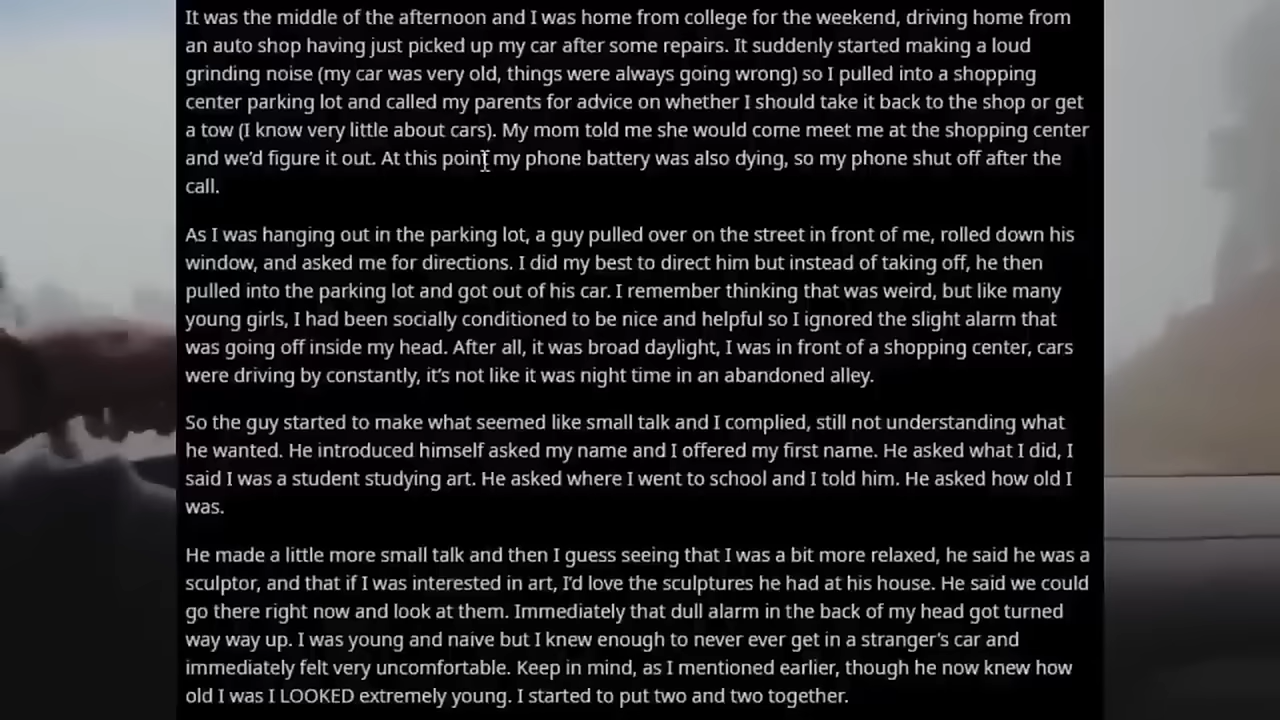 It was the middle of the afternoon and I was home from college for the weekend, driving home from
an auto shop having just picked up my car after some repairs. It suddenly started making a loud
grinding noise (my car was very old, things were always going wrong) so I pulled into a shopping
center parking lot and called my parents for advice on whether I should take it back to the shop or get
a tow (I know very little about cars). My mom told me she would come meet me at the shopping center
and we'd figure it out. At this point my phone battery was also dying, so my phone shut off after the
call.
As I was hanging out in the parking lot, a guy pulled over on the street in front of me, rolled down his
window, and asked me for directions. I did my best to direct him but instead of taking off, he then
pulled into the parking lot and got out of his car. I remember thinking that was weird, but like many
young girls, I had been socially conditioned to be nice and helpful so I ignored the slight alarm that
was going off inside my head. After all, it was broad daylight, I was in front of a shopping center, cars
were driving by constantly, it's not like it was night time in an abandoned alley.
So the guy started to make what seemed like small talk and I complied, still not understanding what
he wanted. He introduced himself asked my name and I offered my first name. He asked what I did, I
said I was a student studying art. He asked where I went to school and I told him. He asked how old I
was.
He made a little more small talk and then I guess seeing that I was a bit more relaxed, he said he was a
sculptor, and that if I was interested in art, I'd love the sculptures he had at his house. He said we could
go there right now and look at them. Immediately that dull alarm in the back of my head got turned
way way up. I was young and naive but I knew enough to never ever get in a stranger's car and
immediately felt very uncomfortable. Keep in mind, as I mentioned earlier, though he now knew how
old I was I LOOKED extremely young. I started to put two and two together.